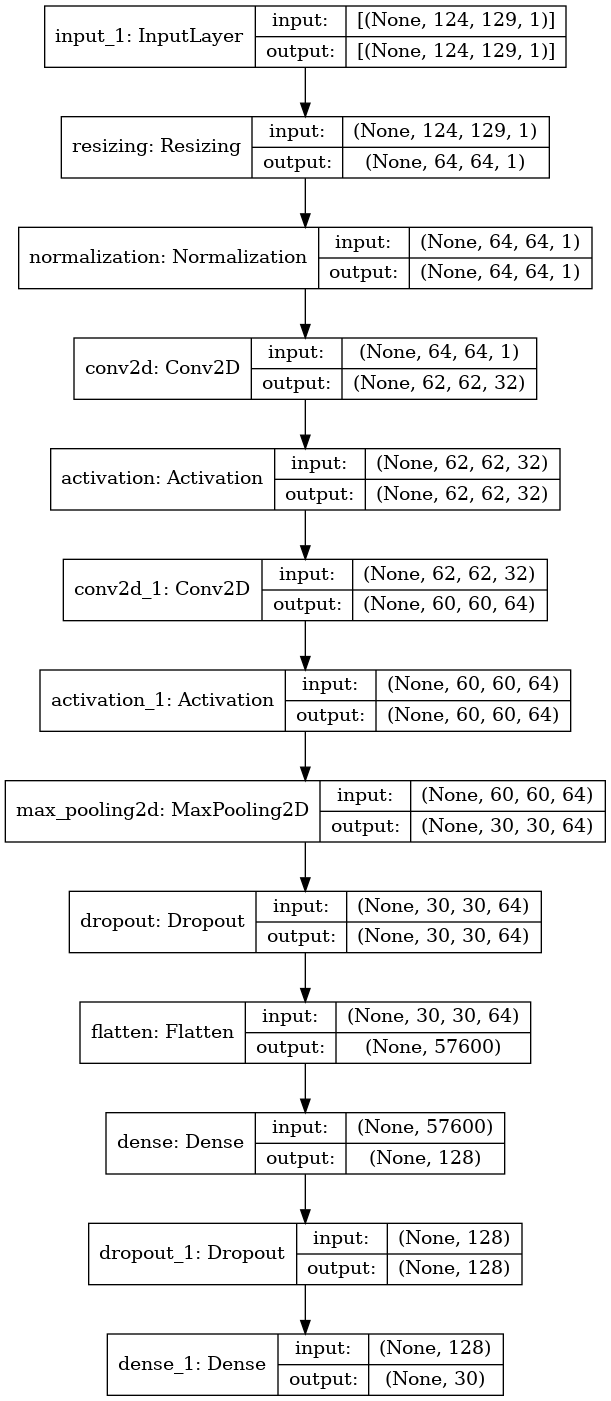 input_1: InputLayer
input: [(None, 124, 129, 1)]
output: [(None, 124, 129, 1)]
resizing: Resizing
input: (None, 124, 129, 1)
output: (None, 64, 64, 1)
normalization: Normalization
input: (None, 64, 64, 1)
output: (None, 64, 64, 1)
conv2d: Conv2D
input: (None, 64, 64, 1)
output: (None, 62, 62, 32)
activation: Activation
input: (None, 62, 62, 32)
output: (None, 62, 62, 32)
conv2d_1: Conv2D
input: (None, 62, 62, 32)
output: (None, 60, 60, 64)
activation_1: Activation
input: (None, 60, 60, 64)
output: (None, 60, 60, 64)
max_pooling2d: MaxPooling2D
input: (None, 60, 60, 64)
output: (None, 30, 30, 64)
dropout: Dropout
input: (None, 30, 30, 64)
output: (None, 30, 30, 64)
flatten: Flatten
input: (None, 30, 30, 64)
output: (None, 57600)
dense: Dense
input: (None, 57600)
output: (None, 128)
dropout_1: Dropout
input: (None, 128)
output: (None, 128)
dense_1: Dense
input: (None, 128)
output: (None, 30)